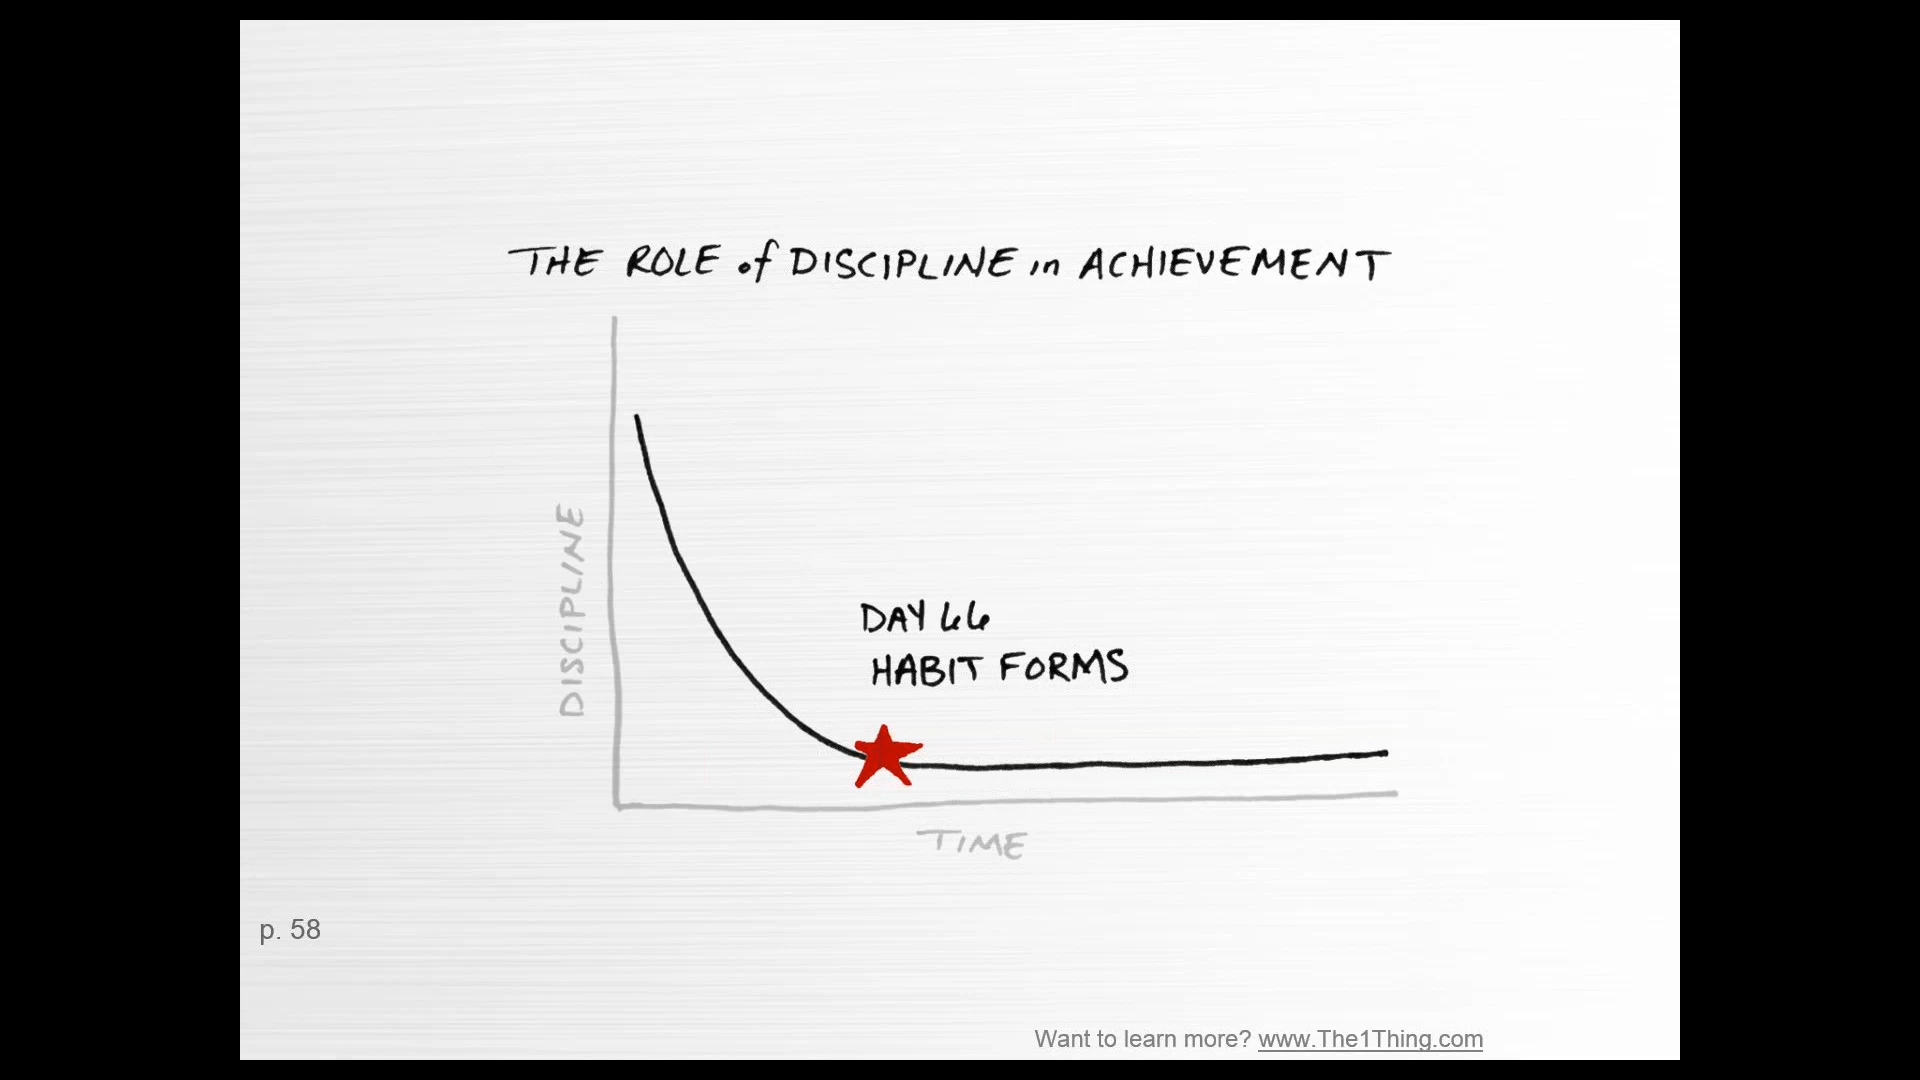 THE ROLE of DISCIPLINE in ACHIEVEMENT
DISCIPLINE
DAY 66
HABIT FORMS
TIME
p. 58
Want to learn more? www.The1Thing.com